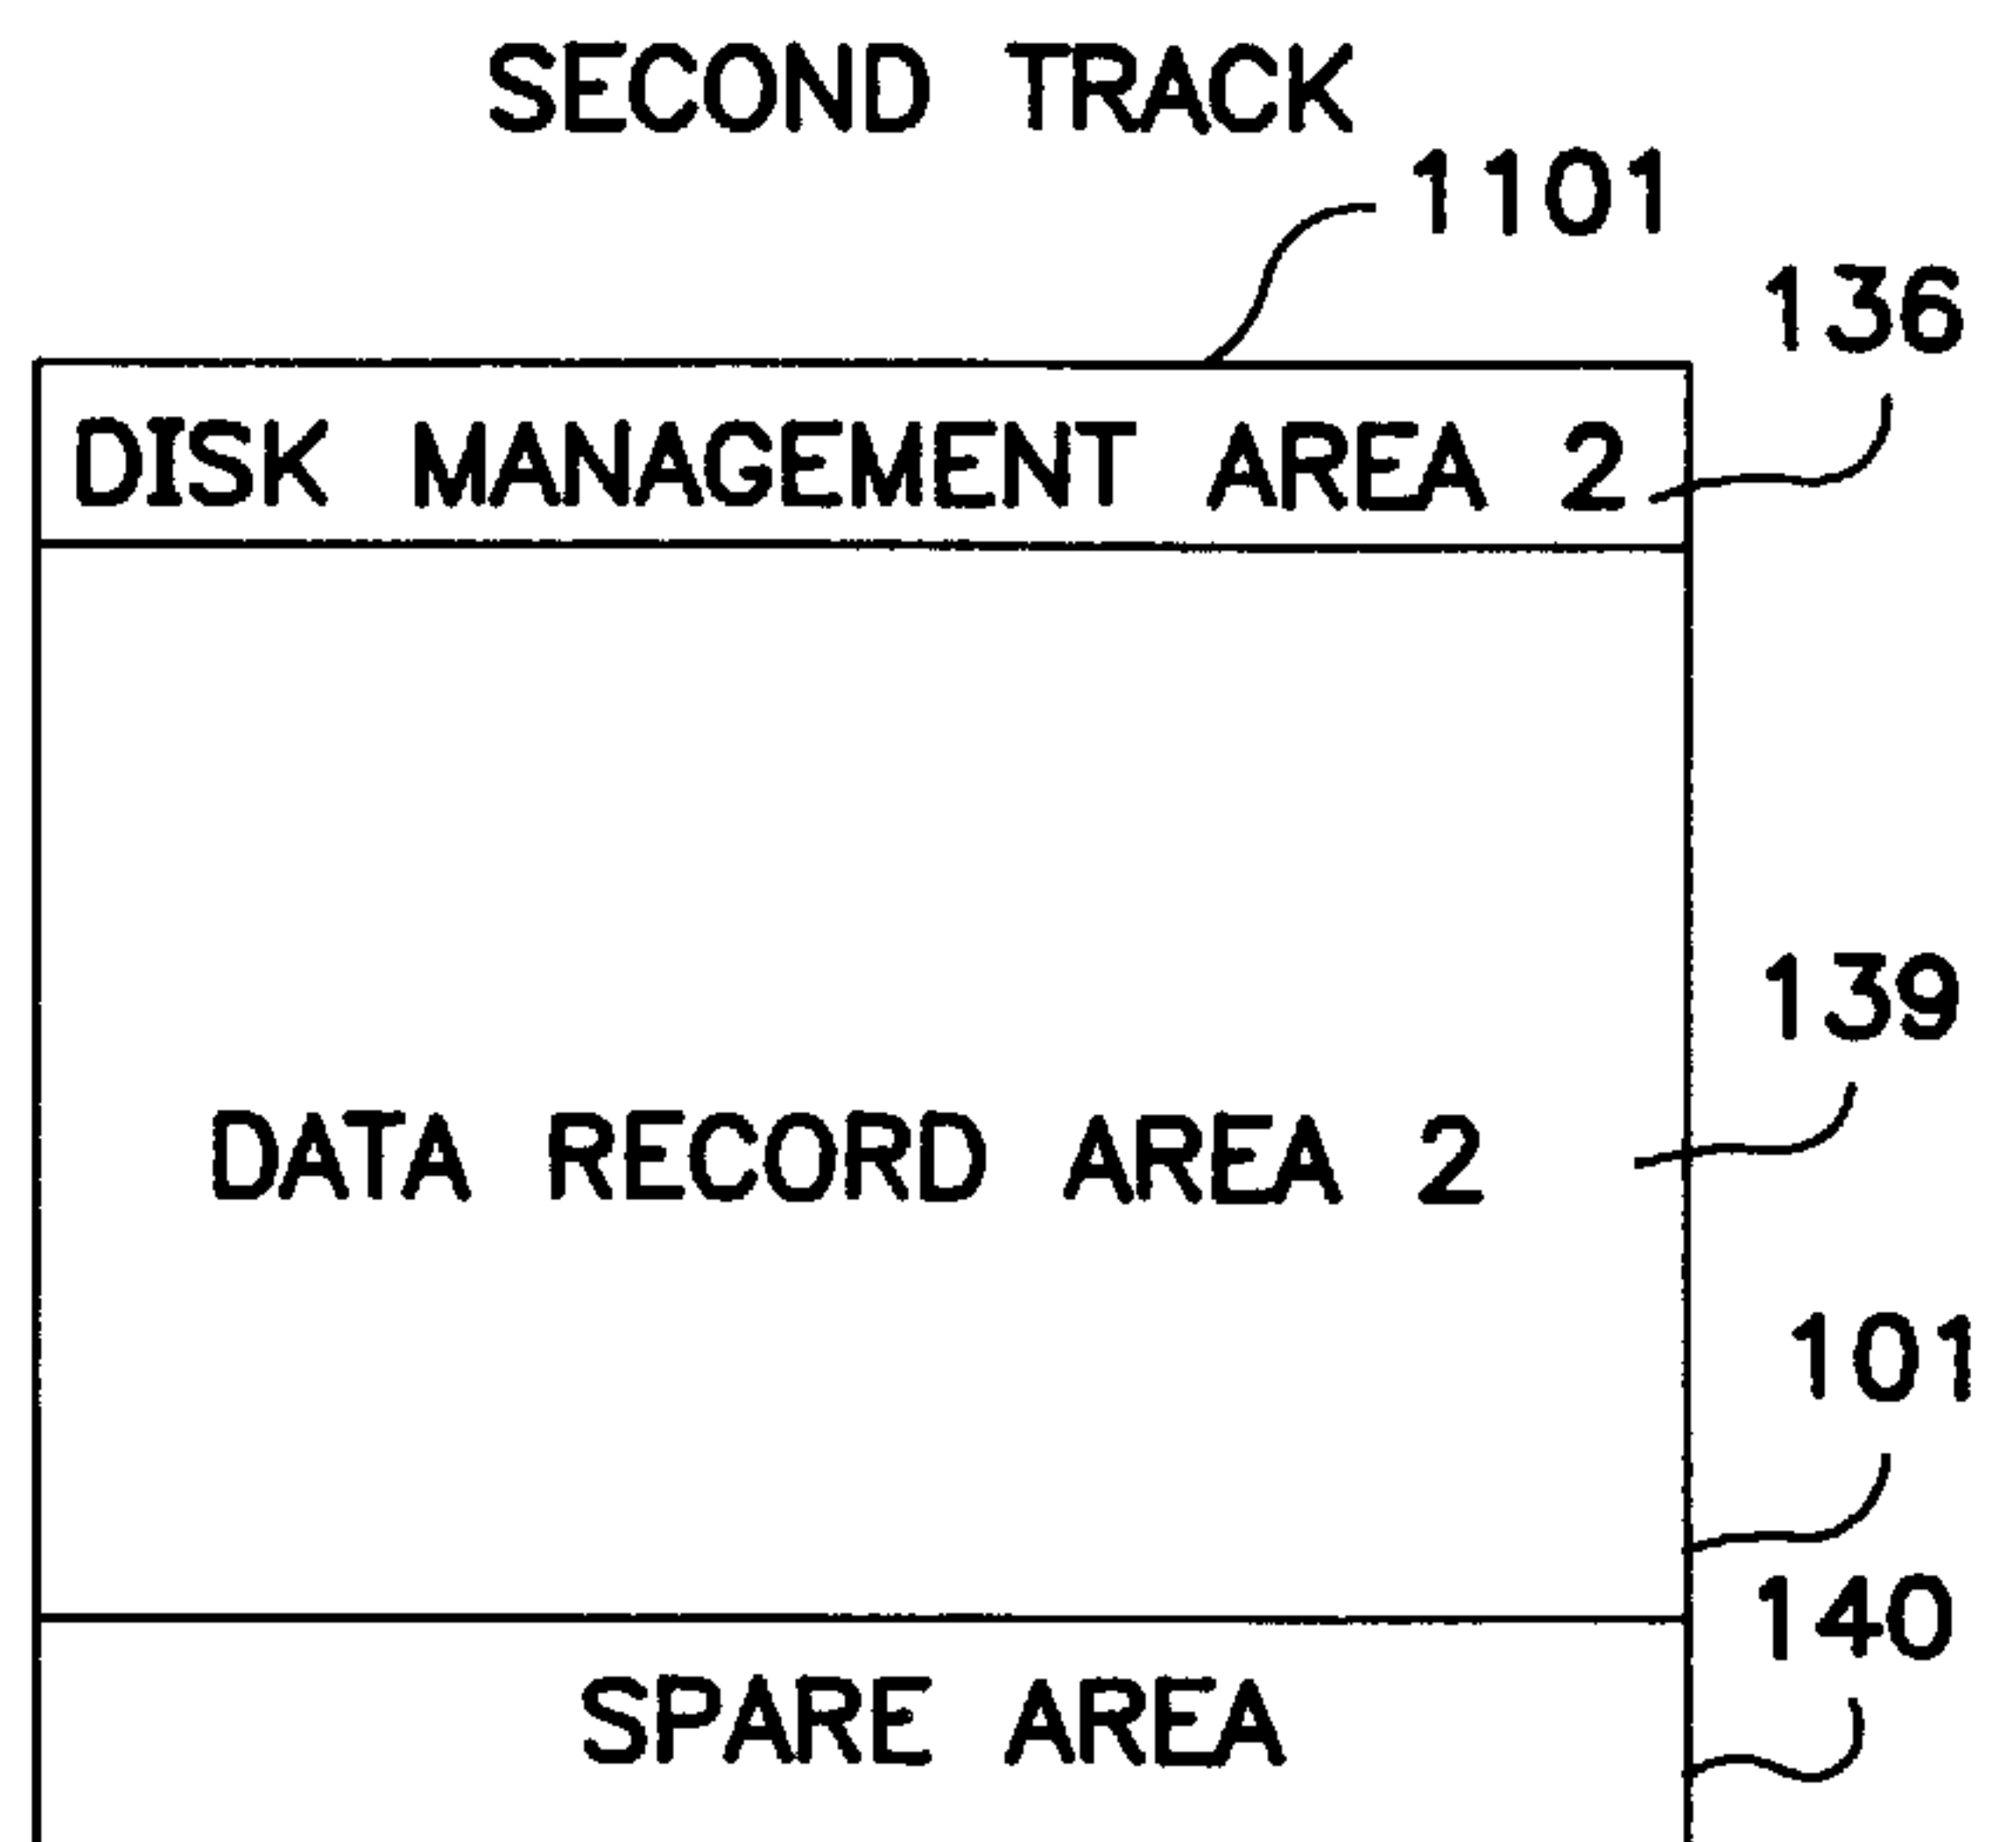 SECOND TRACK
1101
136
DISK MANAGEMENT AREA 2
139
DATA RECORD AREA 2
101
140
SPARE AREA